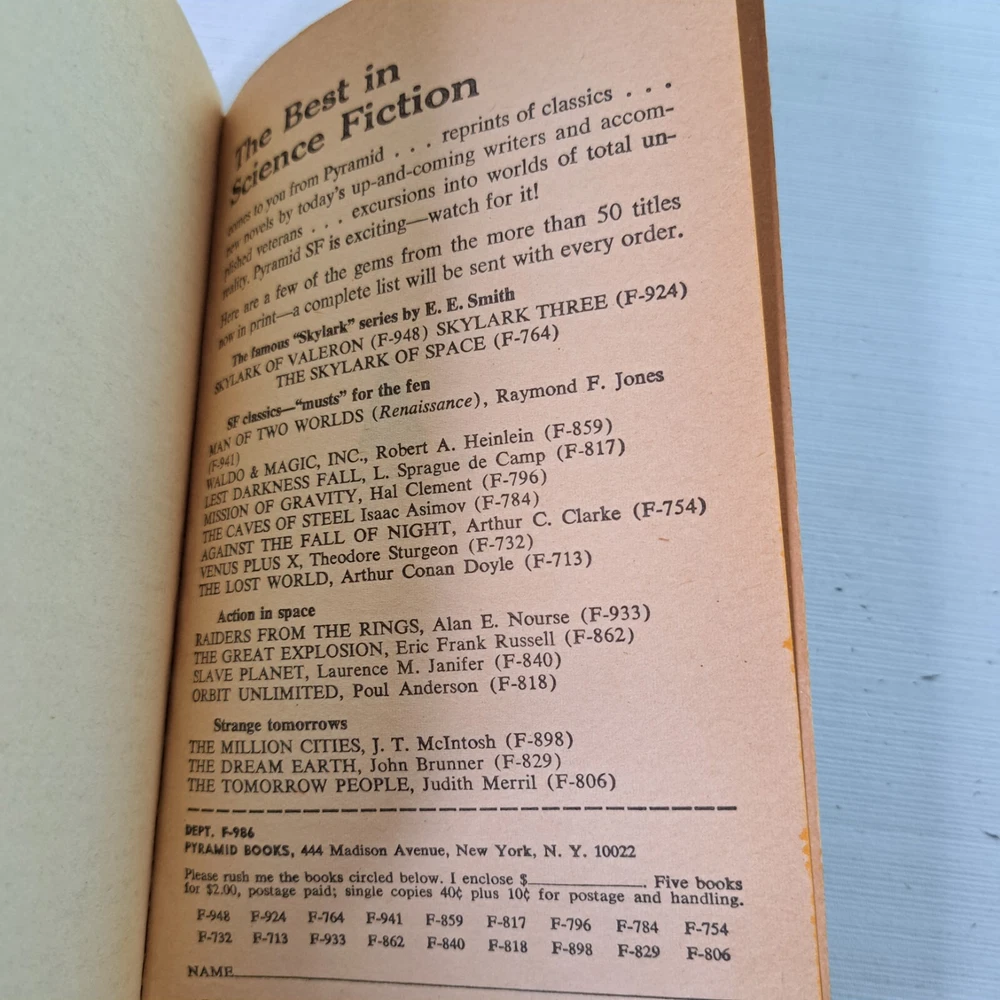 The Best in
Science Fiction
comes to you from Pyramid . . . reprints of classics . . .
new novels by today's up-and-coming writers and accom-
plished veterans . . . excursions into worlds of total un-
reality. Pyramid SF is exciting—watch for it!
Here are a few of the gems from the more than 50 titles
now in print—a complete list will be sent with every order.
The famous "Skylark" series by E. E. Smith
SKYLARK OF VALERON (F-948) SKYLARK THREE (F-924)
THE SKYLARK OF SPACE (F-764)
SF classics—"musts" for the fen
MAN OF TWO WORLDS (Renaissance), Raymond F. Jones
(F-941)
WALDO & MAGIC, INC., Robert A. Heinlein (F-859)
LEST DARKNESS FALL, L. Sprague de Camp (F-817)
MISSION OF GRAVITY, Hal Clement (F-796)
THE CAVES OF STEEL Isaac Asimov (F-784)
AGAINST THE FALL OF NIGHT, Arthur C. Clarke (F-754)
VENUS PLUS X, Theodore Sturgeon (F-732)
THE LOST WORLD, Arthur Conan Doyle (F-713)
Action in space
RAIDERS FROM THE RINGS, Alan E. Nourse (F-933)
THE GREAT EXPLOSION, Eric Frank Russell (F-862)
SLAVE PLANET, Laurence M. Janifer (F-840)
ORBIT UNLIMITED, Poul Anderson (F-818)
Strange tomorrows
THE MILLION CITIES, J. T. McIntosh (F-898)
THE DREAM EARTH, John Brunner (F-829)
THE TOMORROW PEOPLE, Judith Merril (F-806)
DEPT. F-986
PYRAMID BOOKS, 444 Madison Avenue, New York, N. Y. 10022
Please rush me the books circled below. I enclose $____________. Five books
for $2.00, postage paid; single copies 40¢ plus 10¢ for postage and handling.
F-948 F-924 F-764 F-941 F-859 F-817 F-796 F-784 F-754
F-732 F-713 F-933 F-862 F-840 F-818 F-898 F-829 F-806
NAME